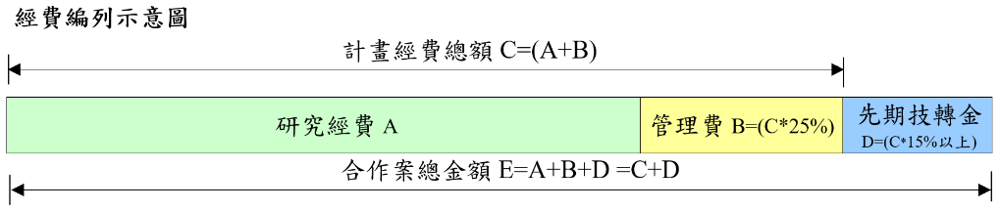 經費編列示意圖
計畫經費總額 C=(A+B)
研究經費 A
管理費 B=(C*25%)
先期技轉金
D=(C*15%以上)
合作案總金額 E=A+B+D =C+D